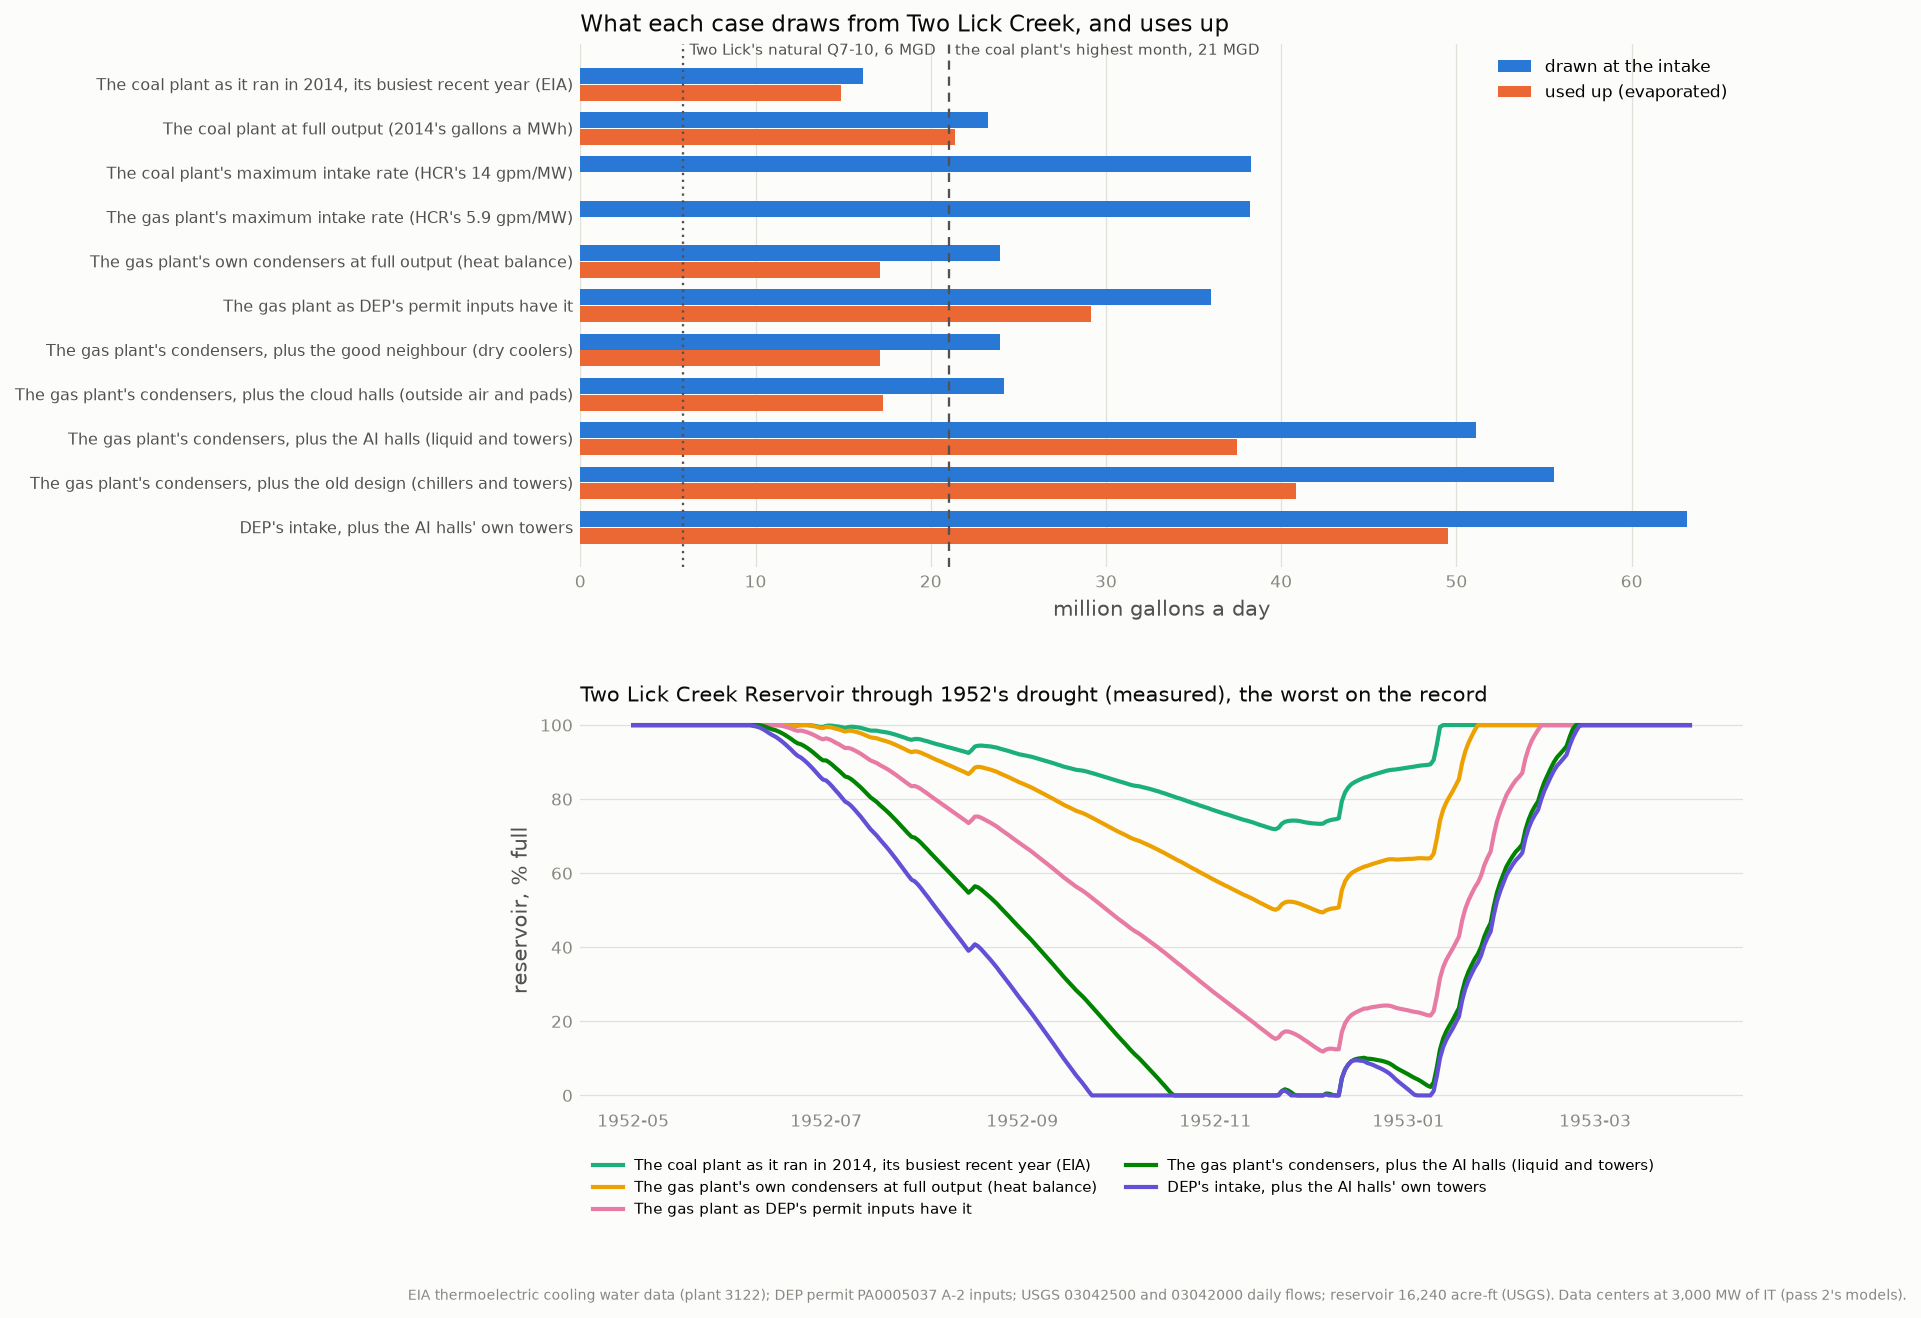 What each case draws from Two Lick Creek, and uses up
Two Lick's natural Q7-10, 6 MGD
the coal plant's highest month, 21 MGD
drawn at the intake
used up (evaporated)
The coal plant as it ran in 2014, its busiest recent year (EIA)
The coal plant at full output (2014's gallons a MWh)
The coal plant's maximum intake rate (HCR's 14 gpm/MW)
The gas plant's maximum intake rate (HCR's 5.9 gpm/MW)
The gas plant's own condensers at full output (heat balance)
The gas plant as DEP's permit inputs have it
The gas plant's condensers, plus the good neighbour (dry coolers)
The gas plant's condensers, plus the cloud halls (outside air and pads)
The gas plant's condensers, plus the AI halls (liquid and towers)
The gas plant's condensers, plus the old design (chillers and towers)
DEP's intake, plus the AI halls' own towers
0 10 20 30 40 50 60
million gallons a day
Two Lick Creek Reservoir through 1952's drought (measured), the worst on the record
reservoir, % full
100
80
60
40
20
0
1952-05 1952-07 1952-09 1952-11 1953-01 1953-03
The coal plant as it ran in 2014, its busiest recent year (EIA)
The gas plant's own condensers at full output (heat balance)
The gas plant as DEP's permit inputs have it
The gas plant's condensers, plus the AI halls (liquid and towers)
DEP's intake, plus the AI halls' own towers
EIA thermoelectric cooling water data (plant 3122); DEP permit PA0005037 A-2 inputs; USGS 03042500 and 03042000 daily flows; reservoir 16,240 acre-ft (USGS). Data centers at 3,000 MW of IT (pass 2's models).